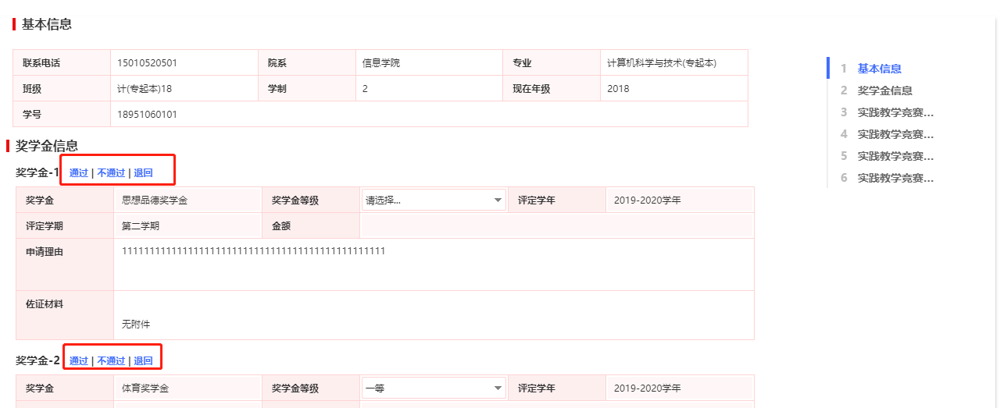 基本信息
联系电话 15010520501 院系 信息学院 专业 计算机科学与技术(专起本)
班级 计(专起本)18 学制 2 现在年级 2018
学号 18951060101
奖学金信息
奖学金-1 通过 | 不通过 | 退回
奖学金 思想品德奖学金 奖学金等级 请选择... 评定学年 2019-2020学年
评定学期 第二学期 金额
申请理由 111111111111111111111111111111111111111111111111
佐证材料
无附件
奖学金-2 通过 | 不通过 | 退回
奖学金 体育奖学金 奖学金等级 一等 评定学年 2019-2020学年
1 基本信息
2 奖学金信息
3 实践教学竞赛...
4 实践教学竞赛...
5 实践教学竞赛...
6 实践教学竞赛...